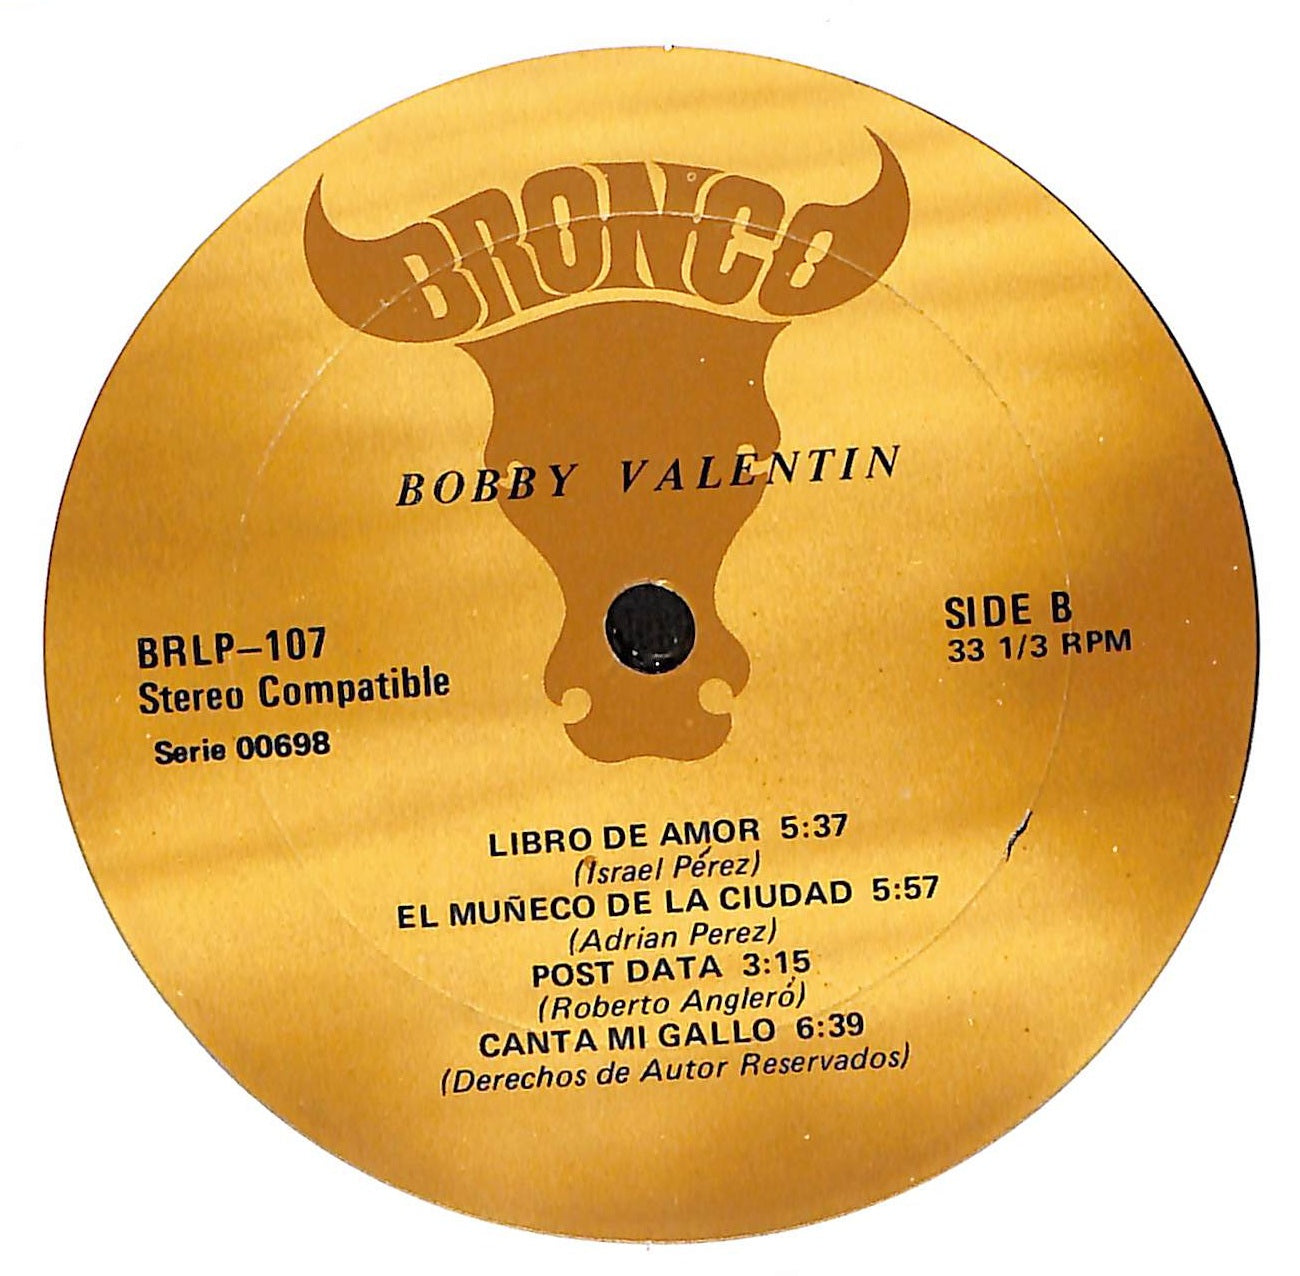 BRONCO
BOBBY VALENTIN
BRLP-107
Stereo Compatible
Serie 00698
SIDE B
33 1/3 RPM
LIBRO DE AMOR 5:37
(Israel Pérez)
EL MUÑECO DE LA CIUDAD 5:57
(Adrian Perez)
POST DATA 3:15
(Roberto Angleró)
CANTA MI GALLO 6:39
(Derechos de Autor Reservados)